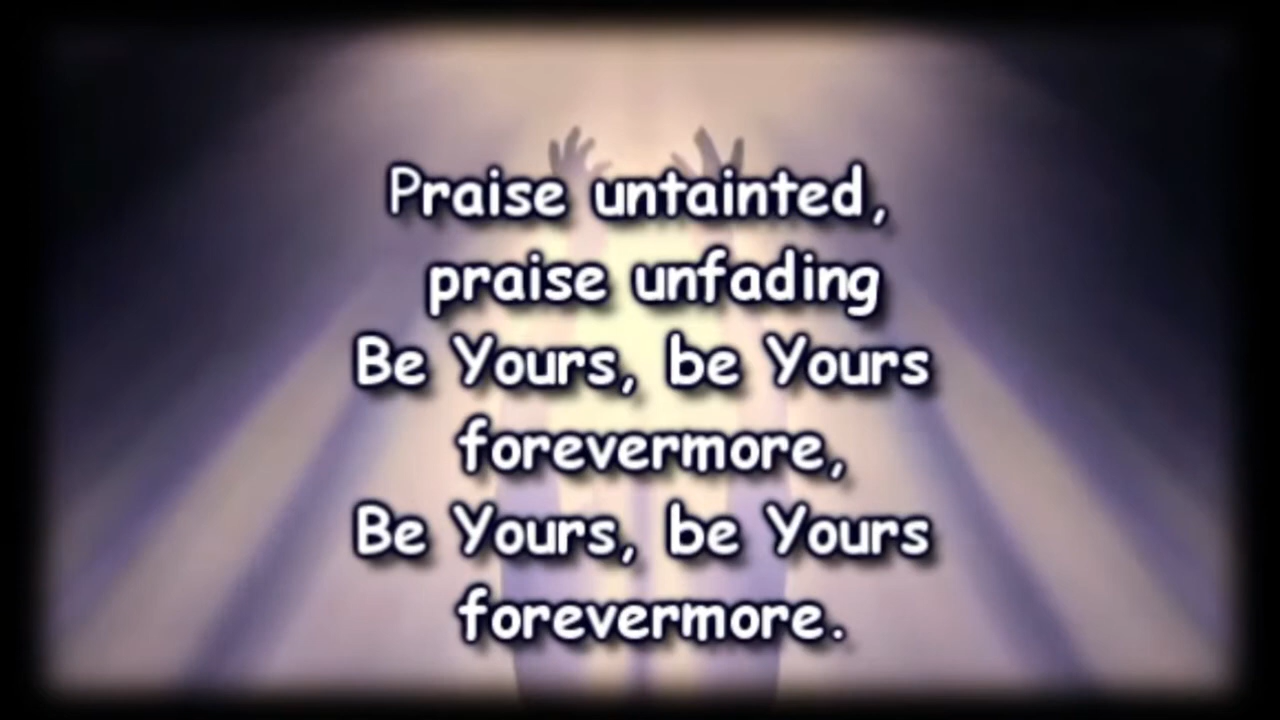 Praise untainted,
praise unfading
Be Yours, be Yours
forevermore,
Be Yours, be Yours
forevermore.